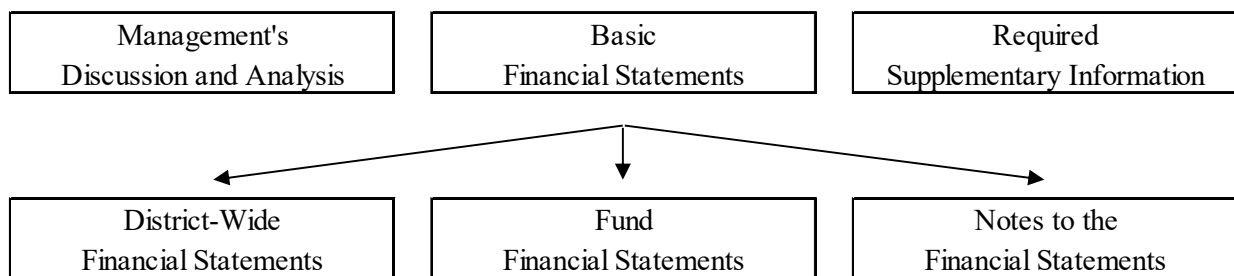 Management's
Discussion and Analysis
Basic
Financial Statements
Required
Supplementary Information
District-Wide
Financial Statements
Fund
Financial Statements
Notes to the
Financial Statements